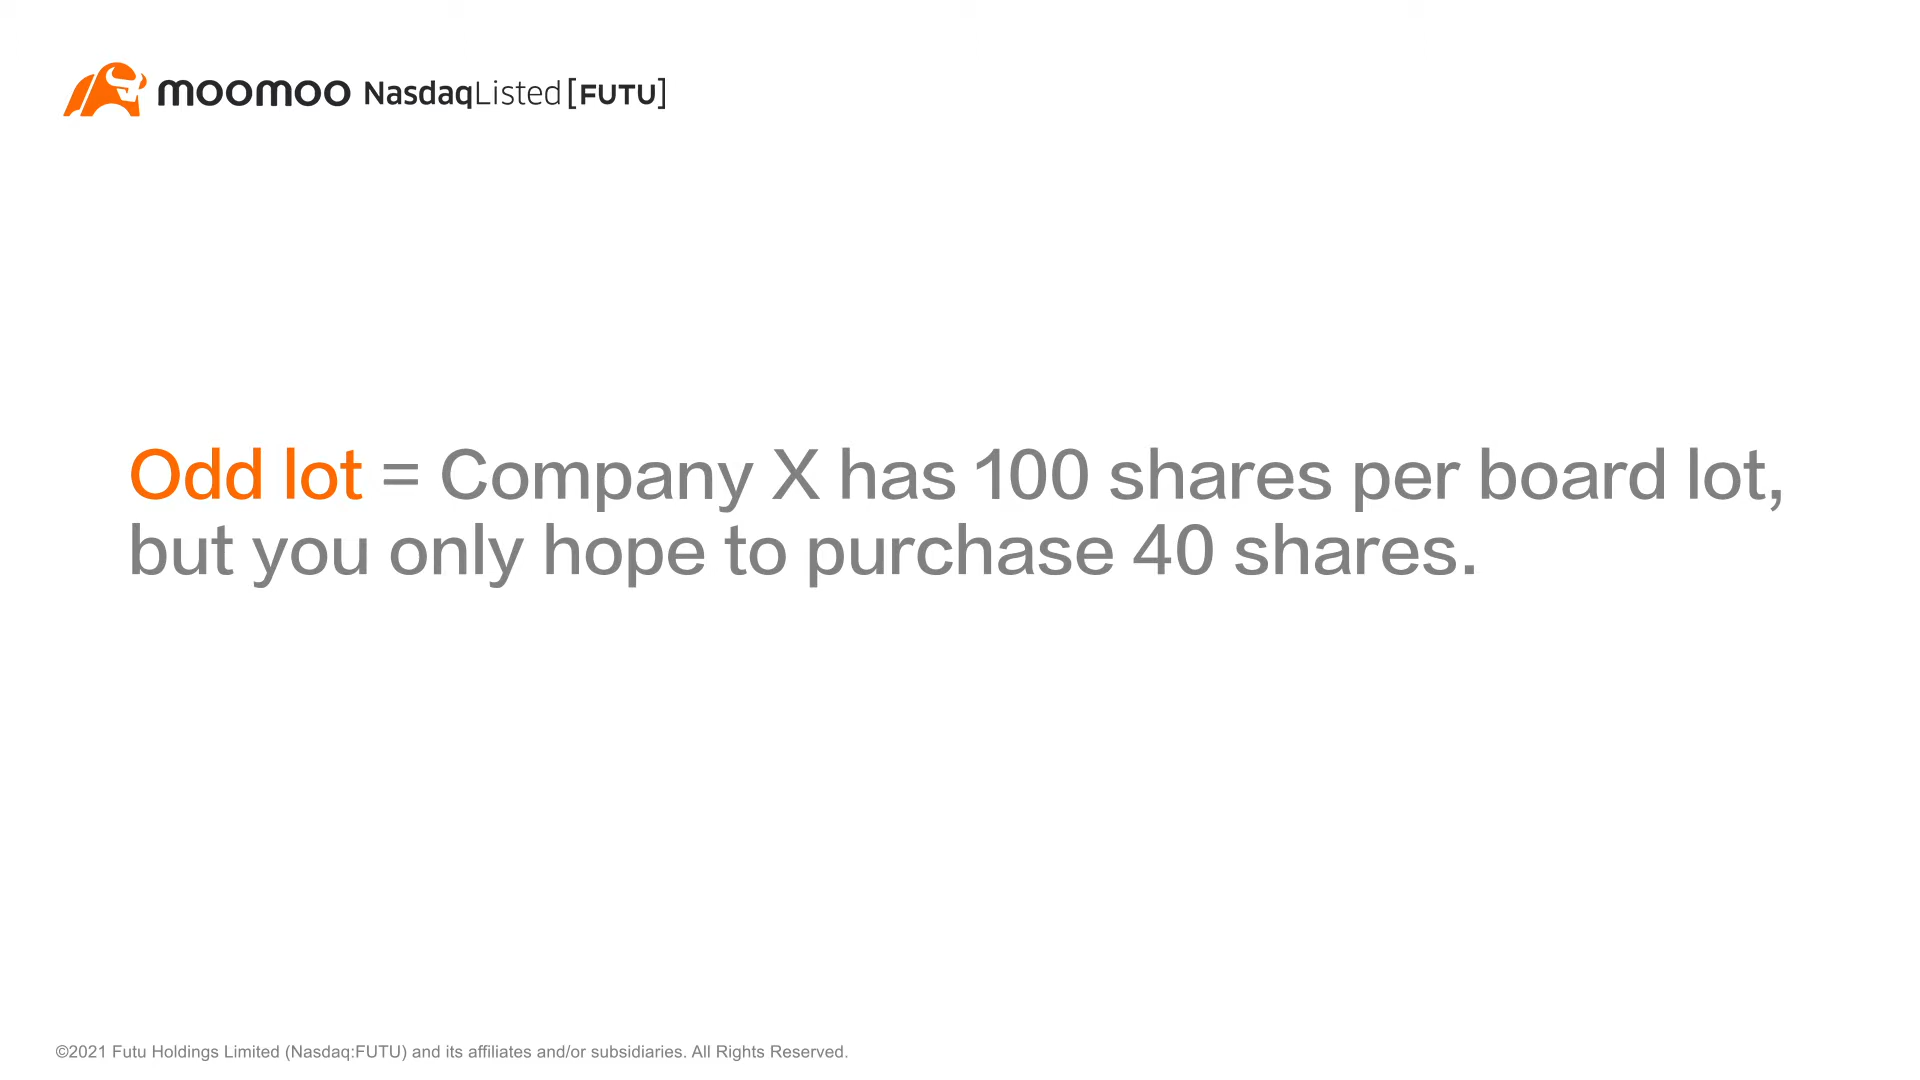 moomoo NasdaqListed [FUTU]
Odd lot = Company X has 100 shares per board lot,
but you only hope to purchase 40 shares.
©2021 Futu Holdings Limited (Nasdaq:FUTU) and its affiliates and/or subsidiaries. All Rights Reserved.